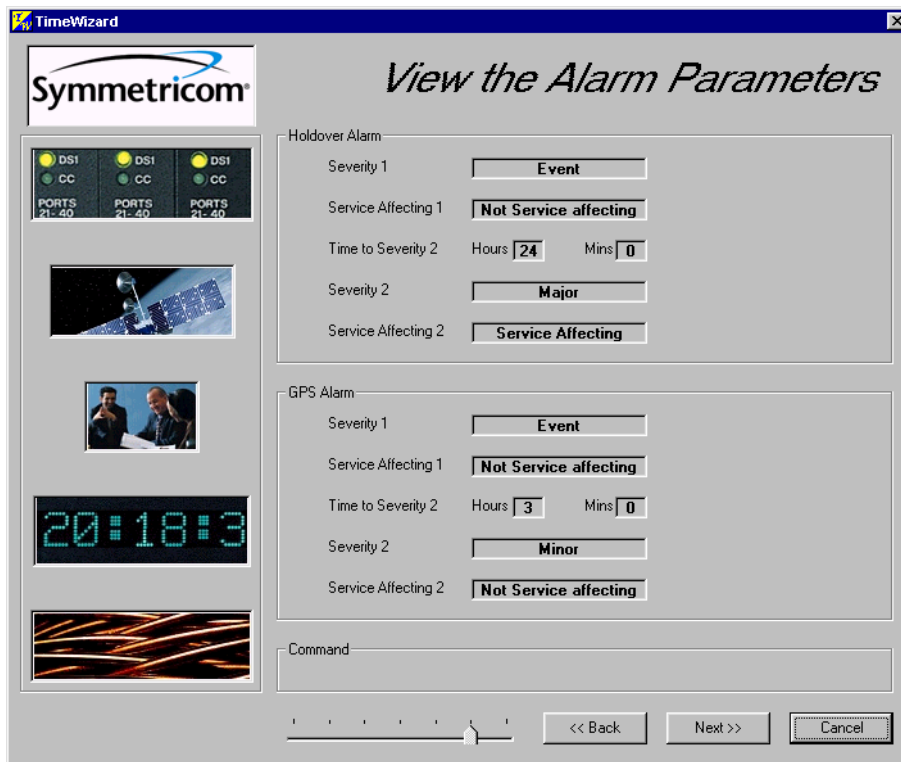 TimeWizard
Symmetricom®
View the Alarm Parameters
DS1 DS1 DS1
CC CC CC
PORTS PORTS PORTS
21-40 21-40 21-40
20:18:3
Holdover Alarm
Severity 1 Event
Service Affecting 1 Not Service affecting
Time to Severity 2 Hours 24 Mins 0
Severity 2 Major
Service Affecting 2 Service Affecting
GPS Alarm
Severity 1 Event
Service Affecting 1 Not Service affecting
Time to Severity 2 Hours 3 Mins 0
Severity 2 Minor
Service Affecting 2 Not Service affecting
Command
<< Back Next >> Cancel